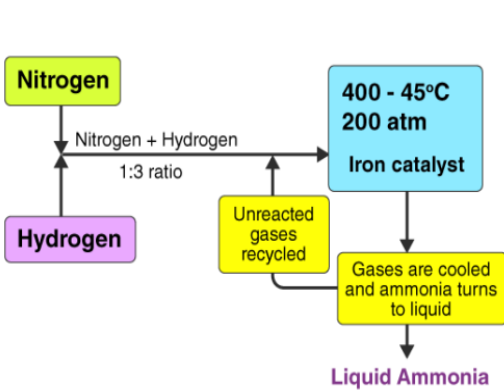 Nitrogen
Nitrogen + Hydrogen
1:3 ratio
Hydrogen
400 - 45ºC
200 atm
Iron catalyst
Unreacted
gases
recycled
Gases are cooled
and ammonia turns
to liquid
Liquid Ammonia